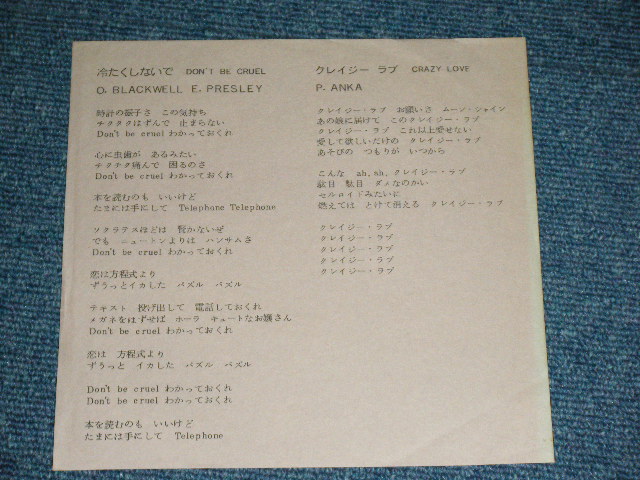 冷たくしないで DON'T BE CRUEL
O. BLACKWELL E. PRESLEY
時計の振子さ この気持ち
チクタクはずんで 止まらない
Don't be cruel わかっておくれ
心に虫歯が あるみたい
チクチク痛んで 困るのさ
Don't be cruel わかっておくれ
本を読むのも いいけど
たまには手にして Telephone Telephone
ソクラテスほどは 賢かないぜ
でも ニュートンよりは ハンサムさ
Don't be cruel わかっておくれ
恋は方程式より
ずうっとイカした パズル パズル
テキスト 投げ出して 電話しておくれ
メガネをはずせば ホーラ キュートなお嬢さん
Don't be cruel わかっておくれ
恋は 方程式より
ずうっと イカした パズル パズル
Don't be cruel わかっておくれ
Don't be cruel わかっておくれ
本を読むのも いいけど
たまには手にして Telephone
クレイジー ラブ CRAZY LOVE
P. ANKA
クレイジー・ラブ お願いさ ムーン・シャイン
あの娘に届けて このクレイジー・ラブ
クレイジー・ラブ これ以上愛せない
愛して欲しいだけの クレイジー・ラブ
あそびの つもりが いつから
こんな ah, ah, クレイジー・ラブ
駄目 駄目 ダメなのかい
セルロイドみたいに
燃えては とけて消える クレイジー・ラブ
クレイジー・ラブ
クレイジー・ラブ
クレイジー・ラブ
クレイジー・ラブ